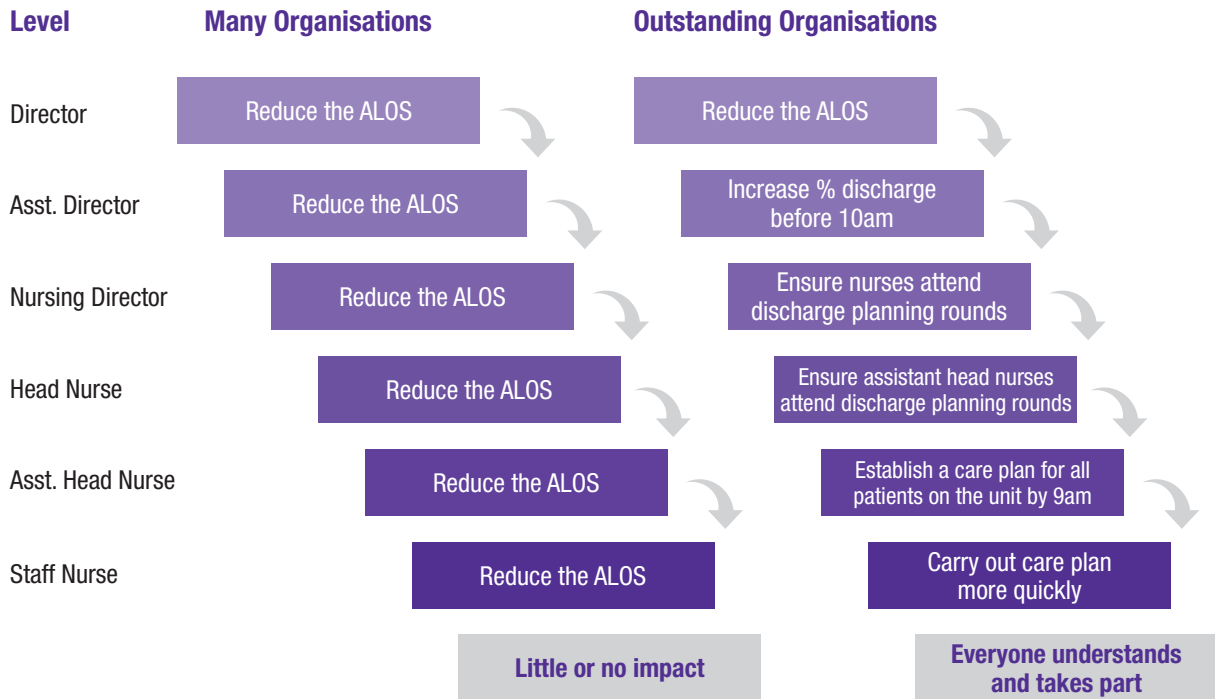 Level
Many Organisations
Outstanding Organisations
Director
Reduce the ALOS
Reduce the ALOS
Asst. Director
Reduce the ALOS
Increase % discharge
before 10am
Nursing Director
Reduce the ALOS
Ensure nurses attend
discharge planning rounds
Head Nurse
Reduce the ALOS
Ensure assistant head nurses
attend discharge planning rounds
Asst. Head Nurse
Reduce the ALOS
Establish a care plan for all
patients on the unit by 9am
Staff Nurse
Reduce the ALOS
Carry out care plan
more quickly
Little or no impact
Everyone understands
and takes part